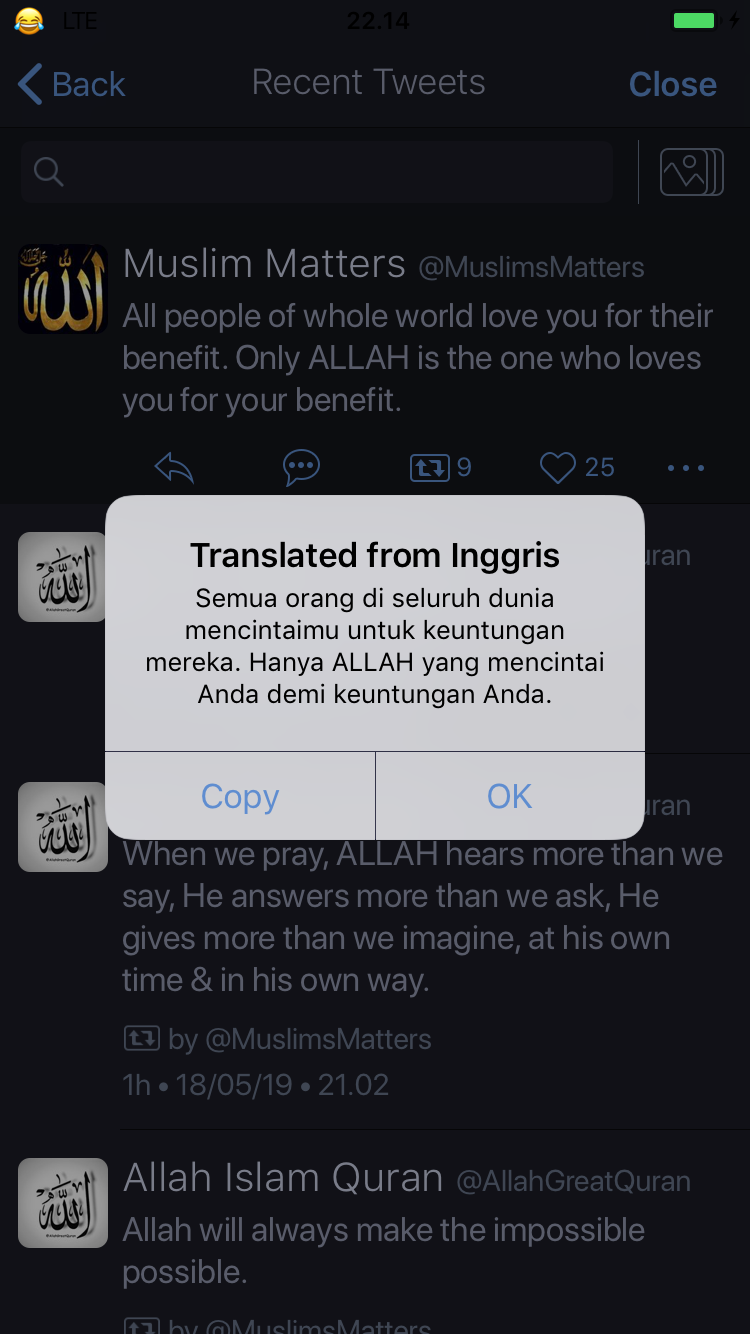 LTE 22.14
Back Recent Tweets Close
Muslim Matters @MuslimsMatters
All people of whole world love you for their
benefit. Only ALLAH is the one who loves
you for your benefit.
9 25
uran
Translated from Inggris
Semua orang di seluruh dunia
mencintaimu untuk keuntungan
mereka. Hanya ALLAH yang mencintai
Anda demi keuntungan Anda.
Copy OK
uran
When we pray, ALLAH hears more than we
say, He answers more than we ask, He
gives more than we imagine, at his own
time & in his own way.
by @MuslimsMatters
1h • 18/05/19 • 21.02
Allah Islam Quran @AllahGreatQuran
Allah will always make the impossible
possible.
by @MuslimsMatters